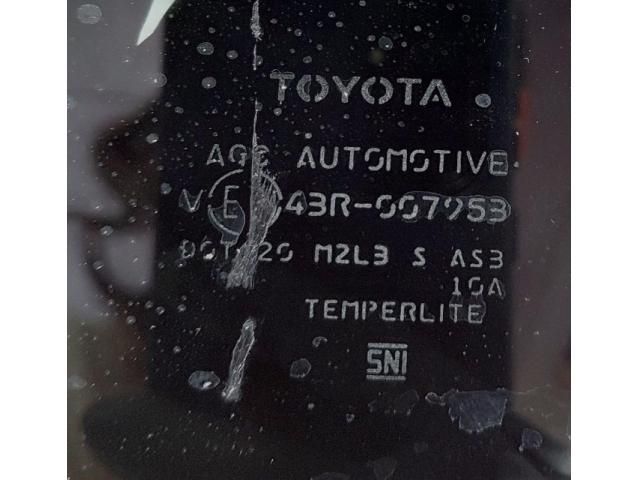 TOYOTA
AGC AUTOMOTIVE
V E 43R-007953
DOT 20 M2L3 S AS3
10A
TEMPERLITE
SNI